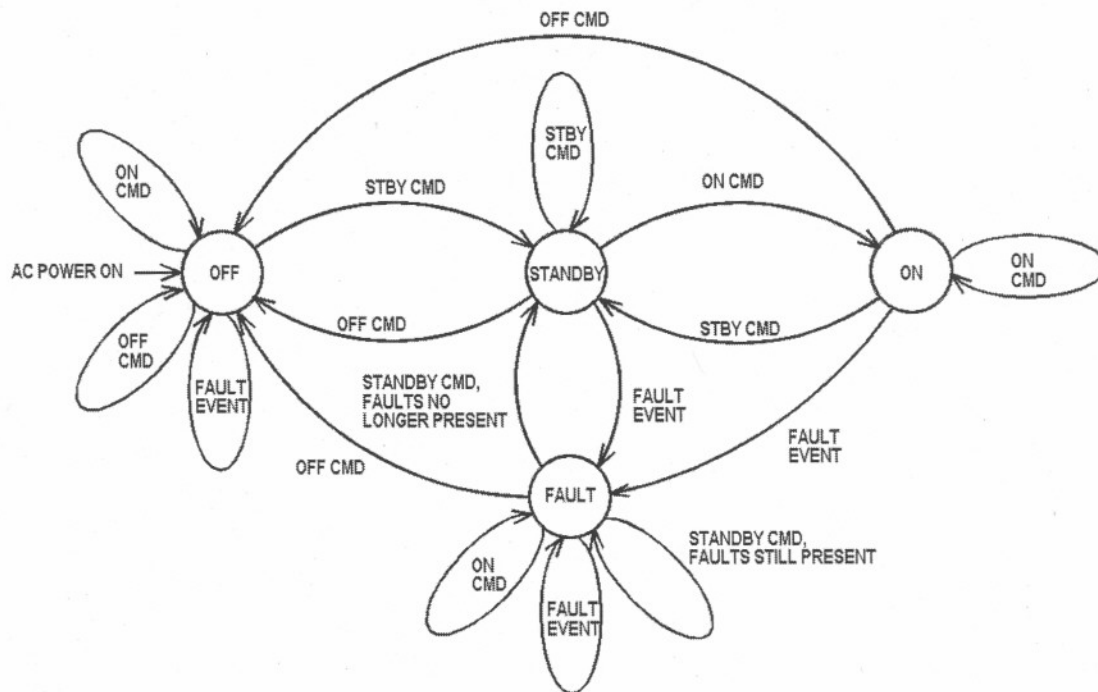 OFF CMD
STBY
CMD
ON
CMD
STBY CMD
ON CMD
AC POWER ON
OFF
STANDBY
ON
ON
CMD
OFF
CMD
OFF CMD
STBY CMD
FAULT
EVENT
STANDBY CMD,
FAULTS NO
LONGER PRESENT
FAULT
EVENT
FAULT
EVENT
OFF CMD
FAULT
STANDBY CMD,
FAULTS STILL PRESENT
ON
CMD
FAULT
EVENT